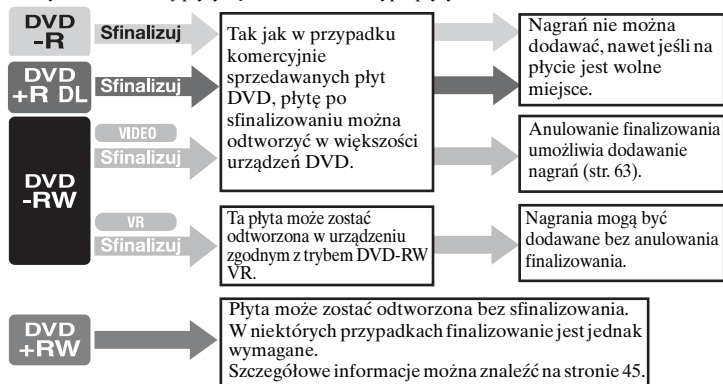 DVD
-R
Sfinalizuj
DVD
+R DL
Sfinalizuj
Tak jak w przypadku
komercyjnie
sprzedawanych płyt
DVD, płytę po
sfinalizowaniu można
odtworzyć w większości
urządzeń DVD.
Nagrań nie można
dodawać, nawet jeśli na
płycie jest wolne
miejsce.
DVD
-RW
VIDEO
Sfinalizuj
Anulowanie finalizowania
umożliwia dodawanie
nagrań (str. 63).
VR
Sfinalizuj
Ta płyta może zostać
odtworzona w urządzeniu
zgodnym z trybem DVD-RW
VR.
Nagrania mogą być
dodawane bez anulowania
finalizowania.
DVD
+RW
Płyta może zostać odtworzona bez sfinalizowania.
W niektórych przypadkach finalizowanie jest jednak
wymagane.
Szczegółowe informacje można znaleźć na stronie 45.